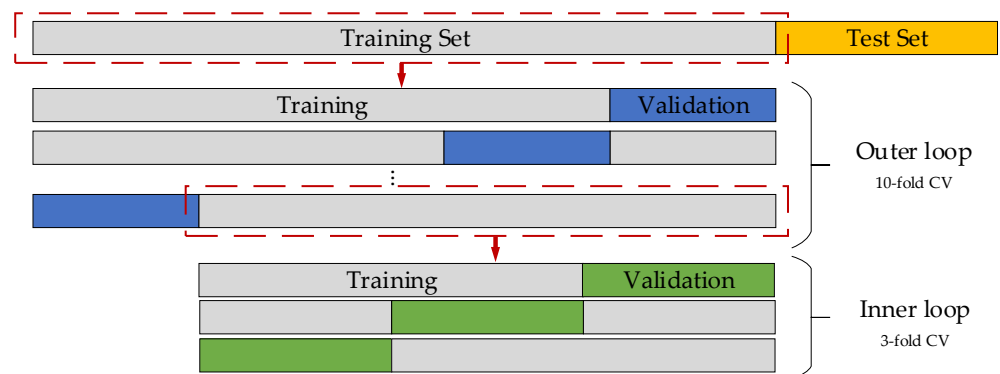 Training Set
Test Set
Training
Validation
Outer loop
10-fold CV
Training
Validation
Inner loop
3-fold CV